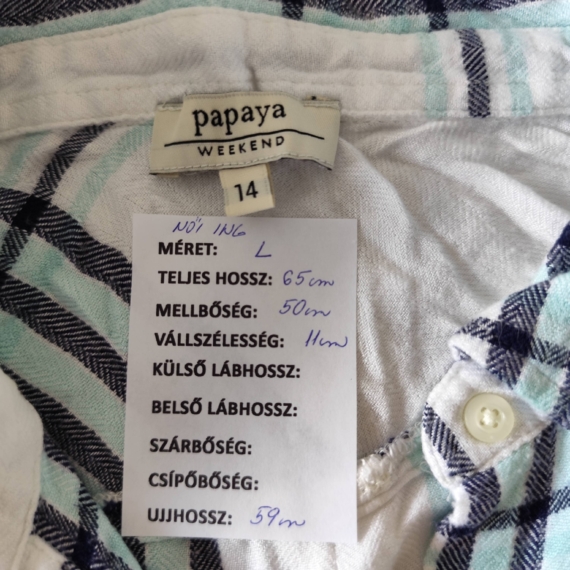 papaya
WEEKEND
14
NŐI ING
MÉRET: L
TELJES HOSSZ: 65cm
MELLBŐSÉG: 50cm
VÁLLSZÉLESSÉG: 11cm
KÜLSŐ LÁBHOSSZ:
BELSŐ LÁBHOSSZ:
SZÁRBŐSÉG:
CSÍPŐBŐSÉG:
UJJHOSSZ: 59cm